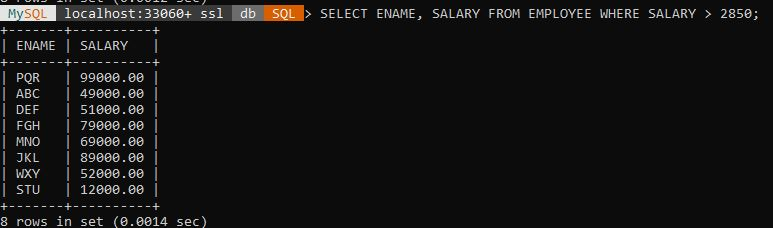 8 rows in set (0.0012 sec)
MySQL localhost:33060+ ssl db SQL > SELECT ENAME, SALARY FROM EMPLOYEE WHERE SALARY > 2850;
+-------+----------+
| ENAME | SALARY   |
+-------+----------+
| PQR   | 99000.00 |
| ABC   | 49000.00 |
| DEF   | 51000.00 |
| FGH   | 79000.00 |
| MNO   | 69000.00 |
| JKL   | 89000.00 |
| WXY   | 52000.00 |
| STU   | 12000.00 |
+-------+----------+
8 rows in set (0.0014 sec)